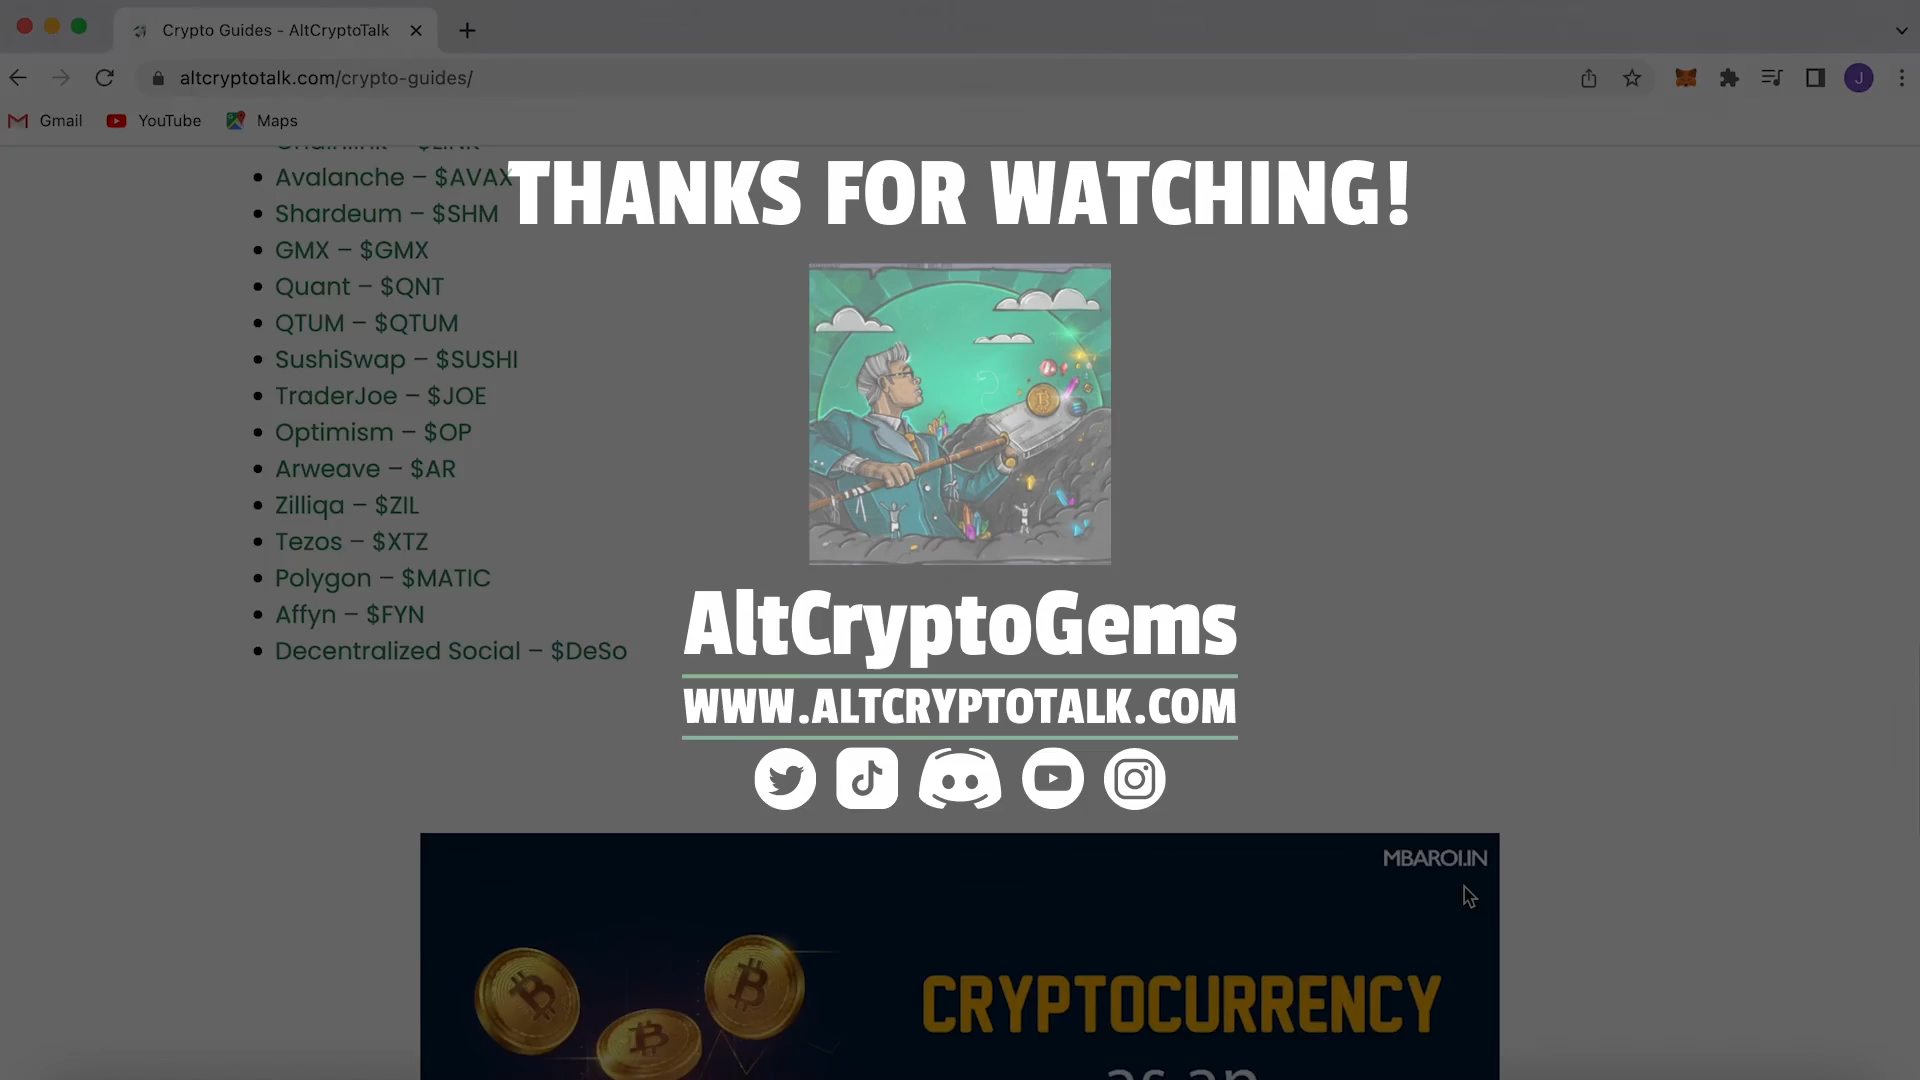 Crypto Guides - AltCryptoTalk
altcryptotalk.com/crypto-guides/
J
Gmail
YouTube
Maps
Avalanche – $AVAX
Shardeum – $SHM
GMX – $GMX
Quant – $QNT
QTUM – $QTUM
SushiSwap – $SUSHI
TraderJoe – $JOE
Optimism – $OP
Arweave – $AR
Zilliqa – $ZIL
Tezos – $XTZ
Polygon – $MATIC
Affyn – $FYN
Decentralized Social – $DeSo
THANKS FOR WATCHING!
AltCryptoGems
WWW.ALTCRYPTOTALK.COM
MBAROI.IN
CRYPTOCURRENCY
as an